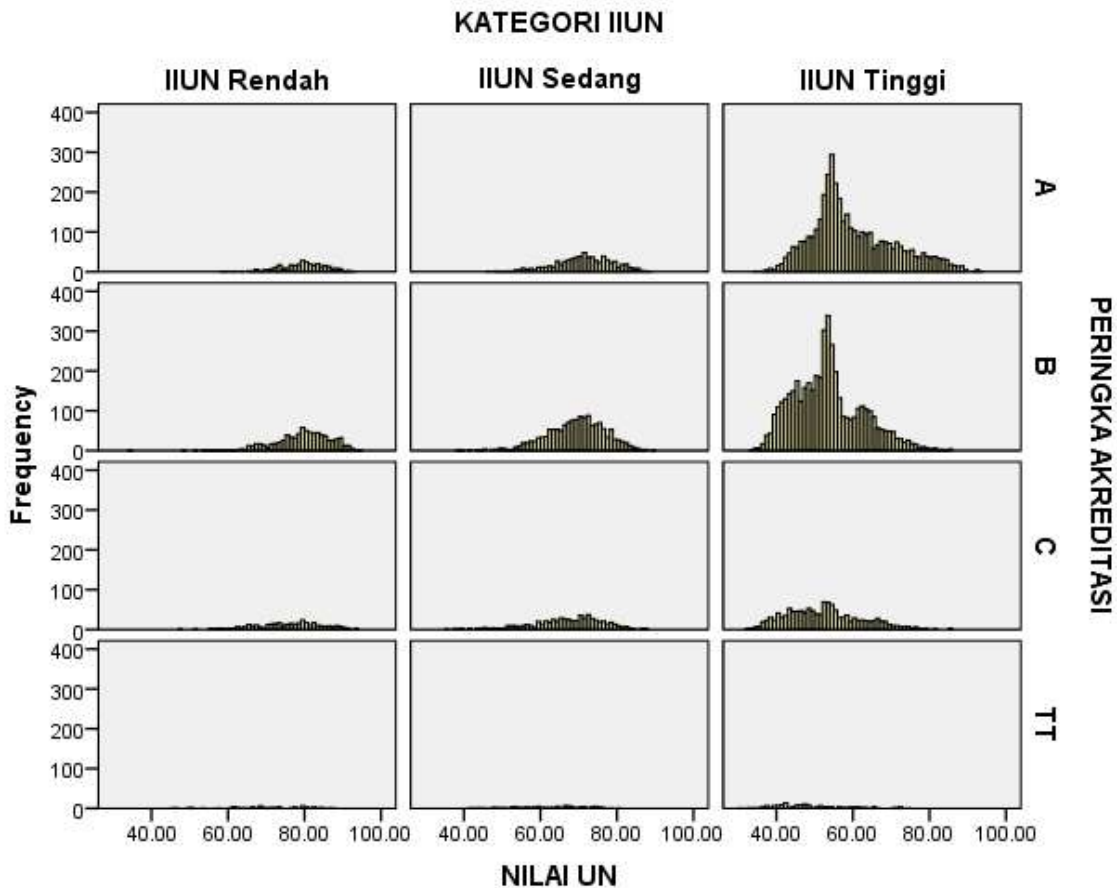 KATEGORI IIUN
IIUN Rendah IIUN Sedang IIUN Tinggi
400
300
200
100
0
A
400
300
200
100
0
B
400
300
200
100
0
C
400
300
200
100
0
TT
Frequency
PERINGKA AKREDITASI
40.00 60.00 80.00 100.00 40.00 60.00 80.00 100.00 40.00 60.00 80.00 100.00
NILAI UN